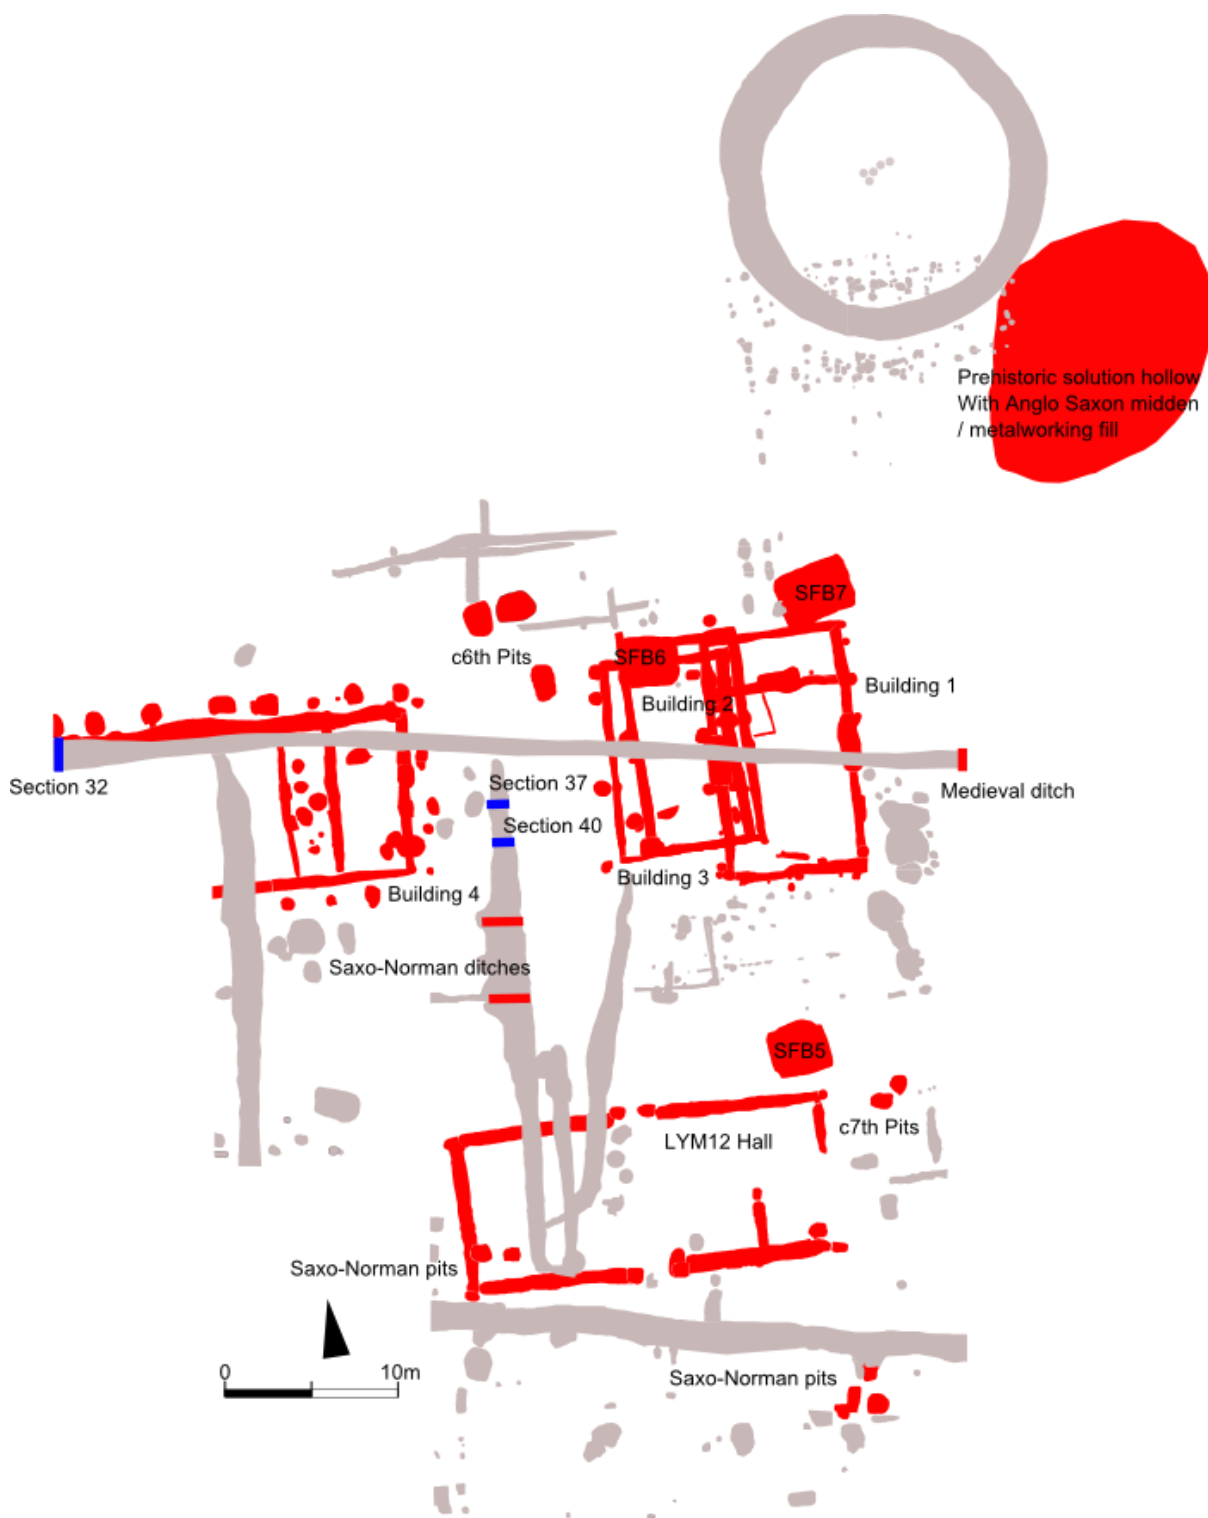 Prehistoric solution hollow
With Anglo Saxon midden
/ metalworking fill
SFB7
c6th Pits
SFB6
Building 1
Building 2
Section 32
Section 37
Medieval ditch
Section 40
Building 3
Building 4
Saxo-Norman ditches
SFB5
c7th Pits
LYM12 Hall
Saxo-Norman pits
0 10m
Saxo-Norman pits